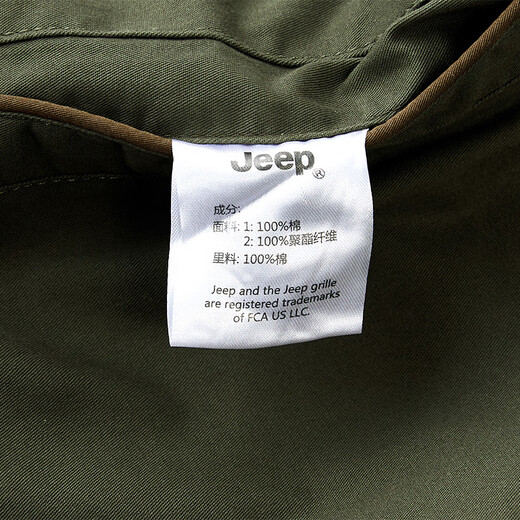 Jeep®
成分:
面料: 1: 100%棉
2: 100%聚酯纤维
里料: 100%棉
Jeep and the Jeep grille
are registered trademarks
of FCA US LLC.